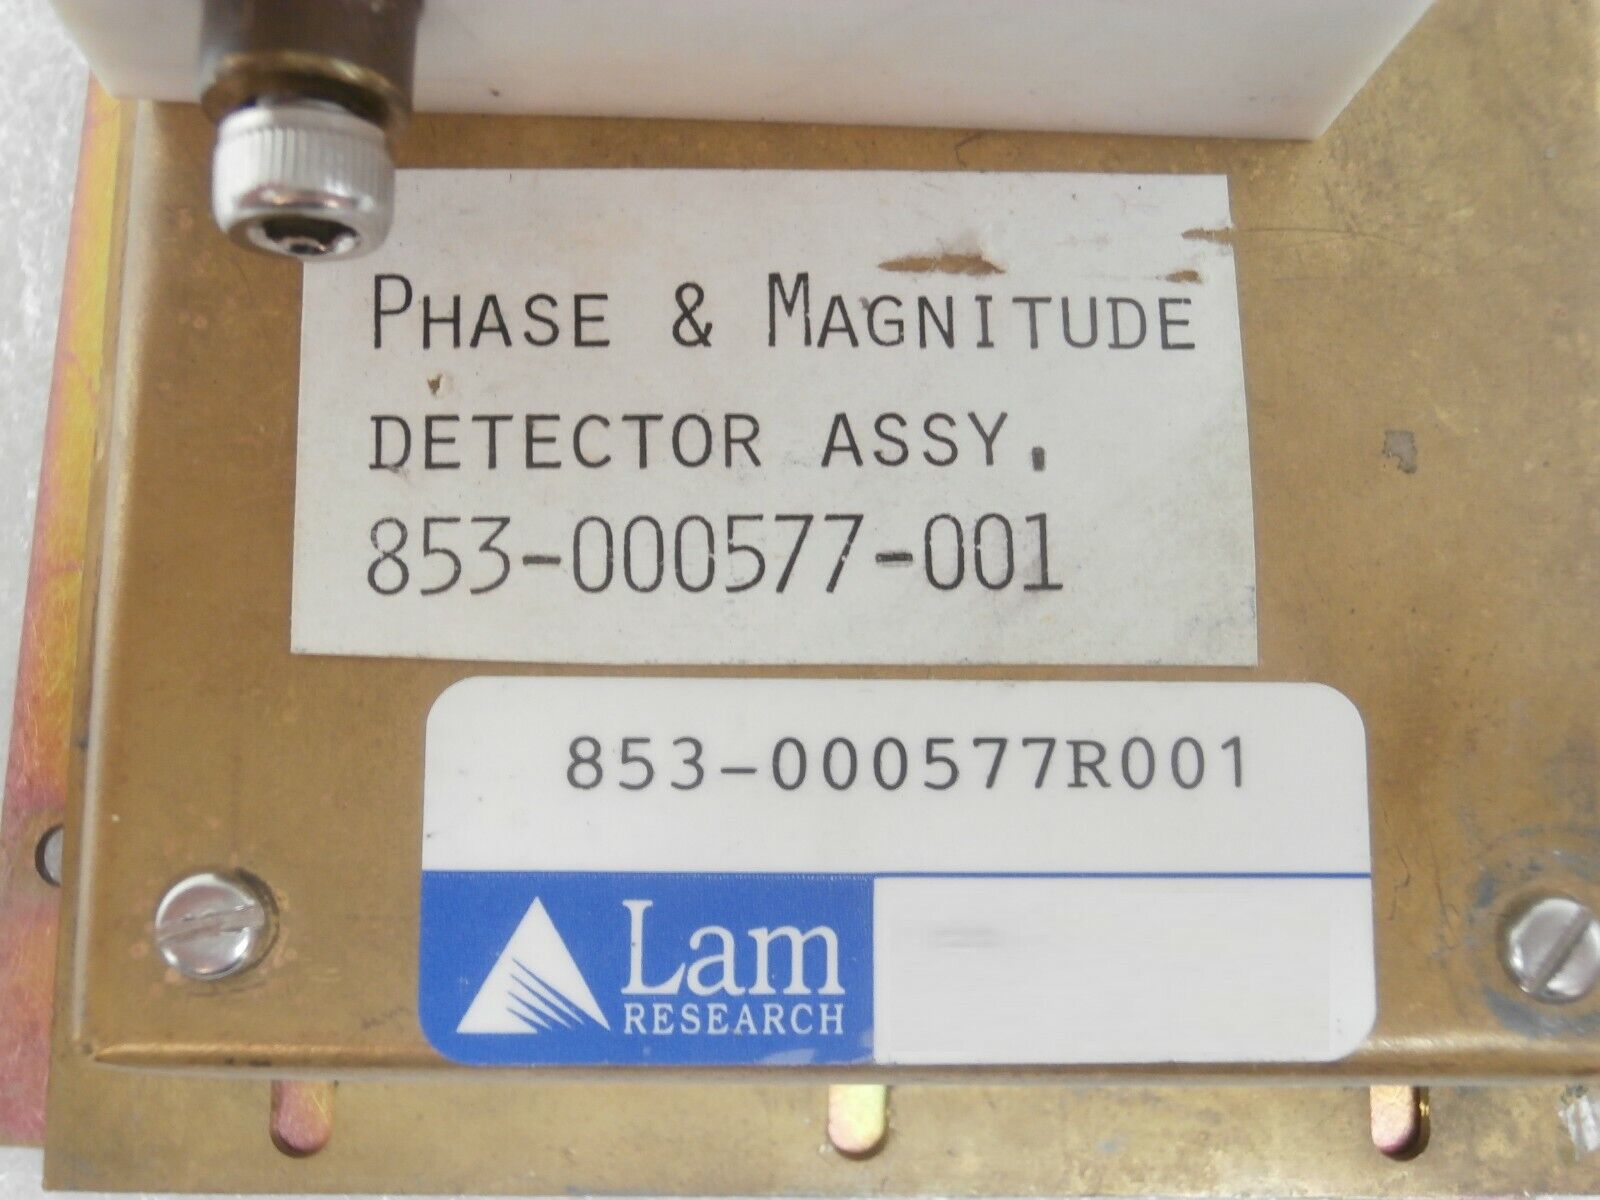 PHASE & MAGNITUDE
DETECTOR ASSY.
853-000577-001
853-000577R001
Lam
RESEARCH